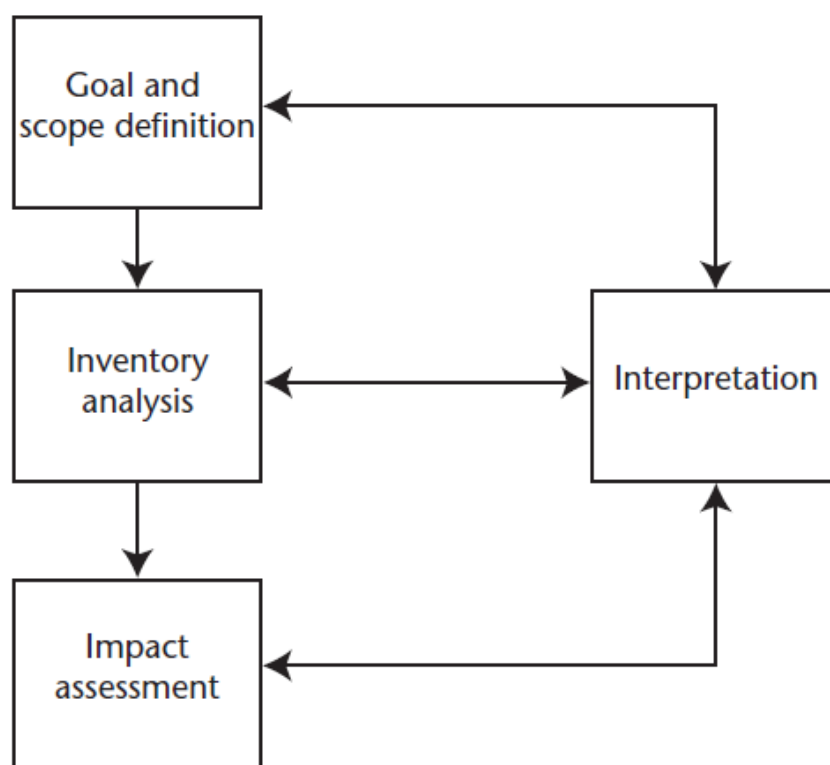 Goal and
scope definition
Inventory
analysis
Interpretation
Impact
assessment